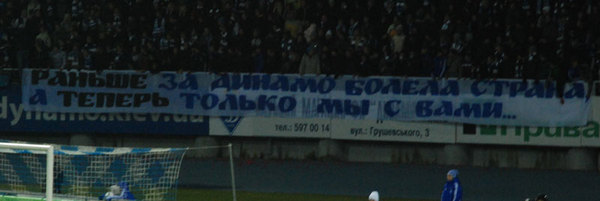 РАНЬШЕ ЗА ДИНАМО БОЛЕЛА СТРАНА,
А ТЕПЕРЬ ТОЛЬКО МЫ С ВАМИ...
dynamo.kiev.ua
тел.: 597 00 14
вул.: Грушевського, 3
Прива